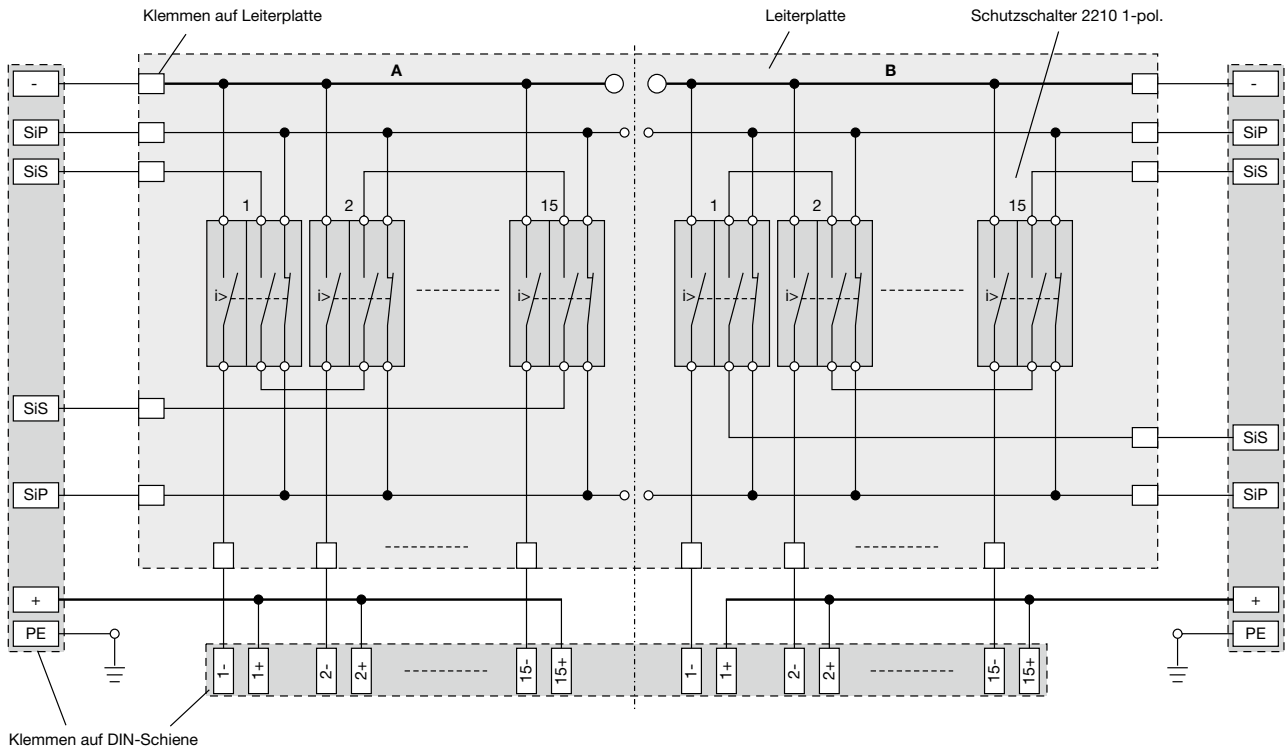 Klemmen auf Leiterplatte
Leiterplatte
Schutzschalter 2210 1-pol.
A
B
-
-
SiP
SiP
SiS
SiS
1
2
15
1
2
15
i>
i>
i>
i>
i>
i>
SiS
SiS
SiP
SiP
+
+
PE
PE
1-
1+
2-
2+
15-
15+
1-
1+
2-
2+
15-
15+
Klemmen auf DIN-Schiene